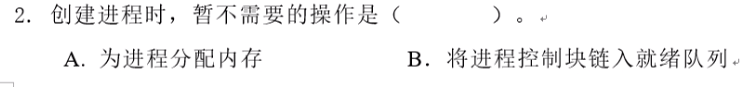 2. 创建进程时，暂不需要的操作是（ ）。
A. 为进程分配内存 B. 将进程控制块链入就绪队列